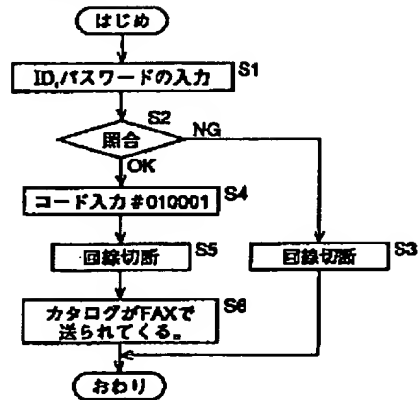 はじめ
ID,パスワードの入力
S1
S2
照合
NG
OK
S4
コード入力#010001
S5
回線切断
S3
回線切断
S6
カタログがFAXで
送られてくる。
おわり